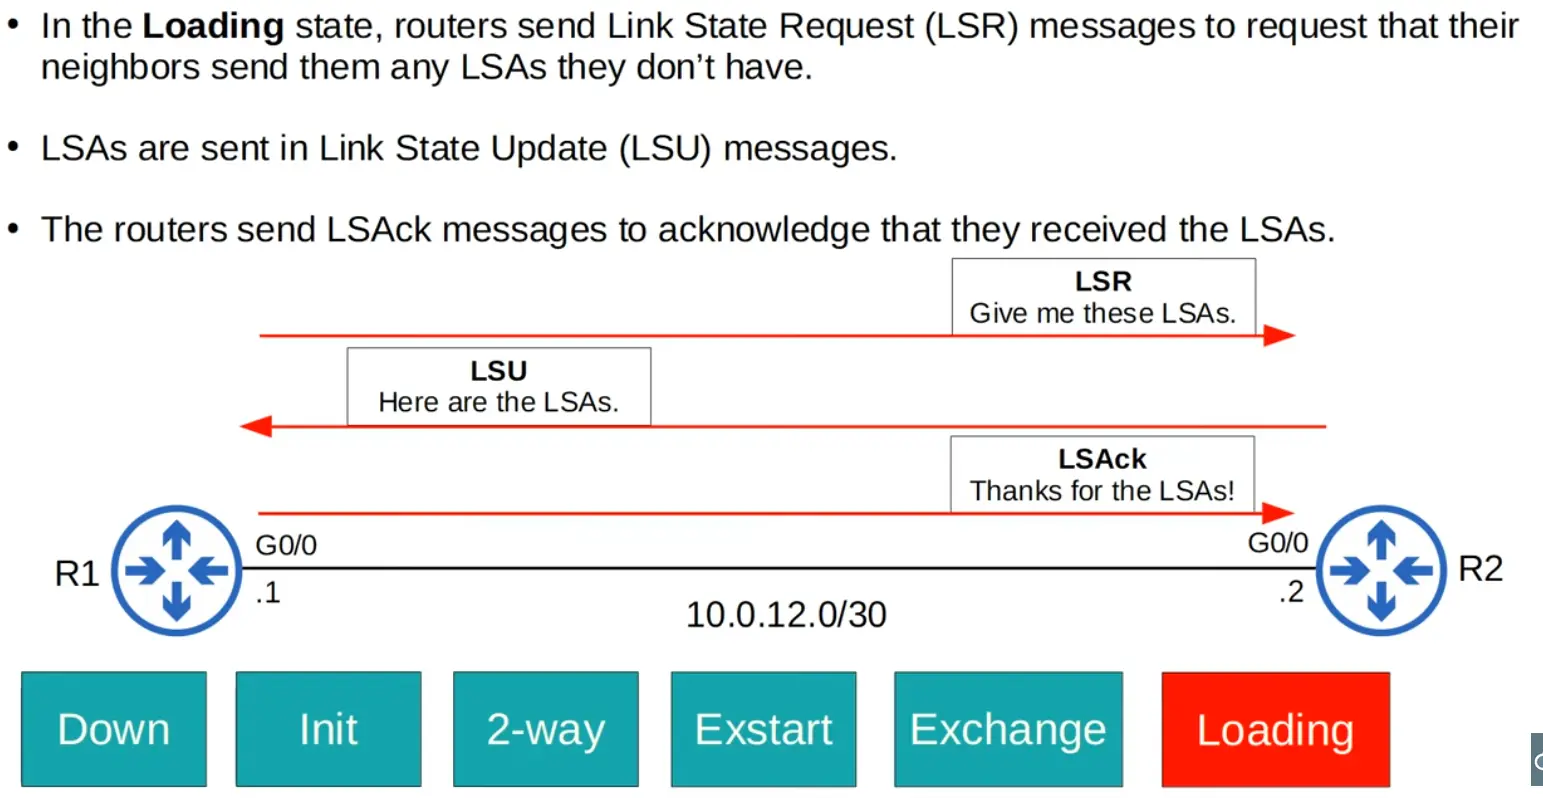 • In the Loading state, routers send Link State Request (LSR) messages to request that their
neighbors send them any LSAs they don’t have.
• LSAs are sent in Link State Update (LSU) messages.
• The routers send LSAck messages to acknowledge that they received the LSAs.
LSR
Give me these LSAs.
LSU
Here are the LSAs.
LSAck
Thanks for the LSAs!
R1
G0/0
.1
10.0.12.0/30
G0/0
.2
R2
Down
Init
2-way
Exstart
Exchange
Loading